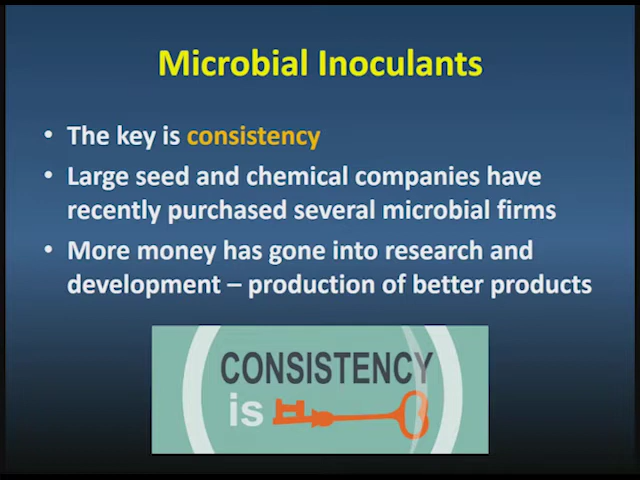 Microbial Inoculants
• The key is consistency
• Large seed and chemical companies have
recently purchased several microbial firms
• More money has gone into research and
development – production of better products
CONSISTENCY
is